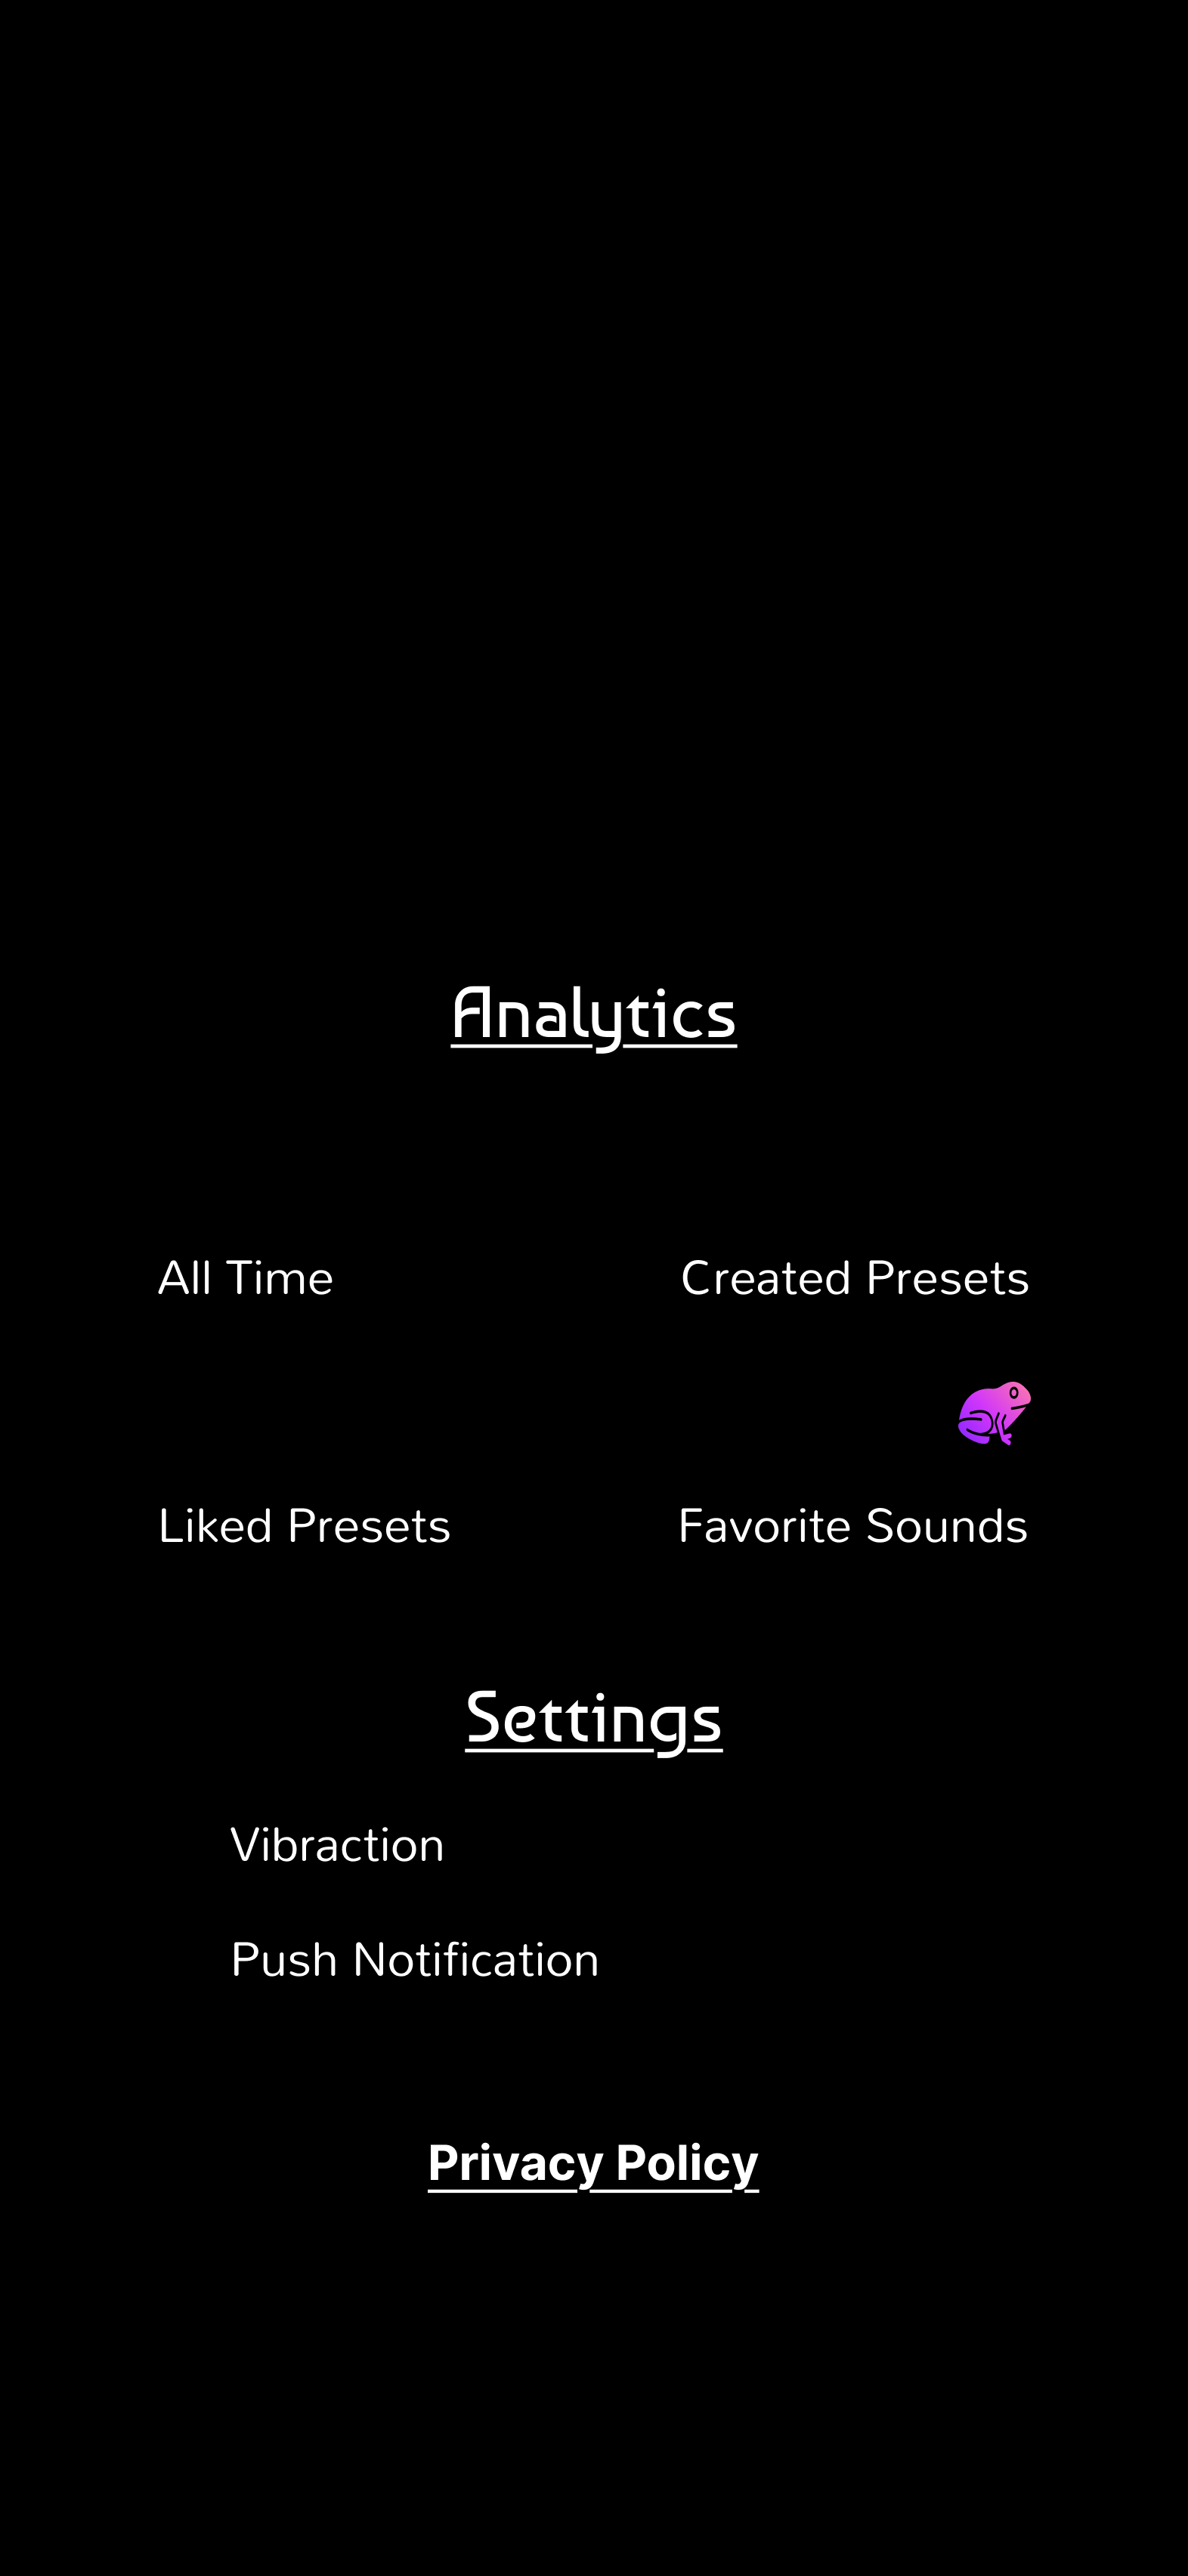 Analytics
All Time
Created Presets
Liked Presets
Favorite Sounds
Settings
Vibraction
Push Notification
Privacy Policy